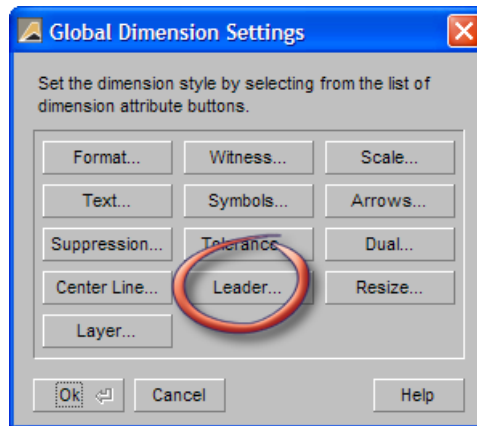 Global Dimension Settings
Set the dimension style by selecting from the list of
dimension attribute buttons.
Format... Witness... Scale...
Text... Symbols... Arrows...
Suppression... Tolerance... Dual...
Center Line... Leader... Resize...
Layer...
Ok Cancel Help